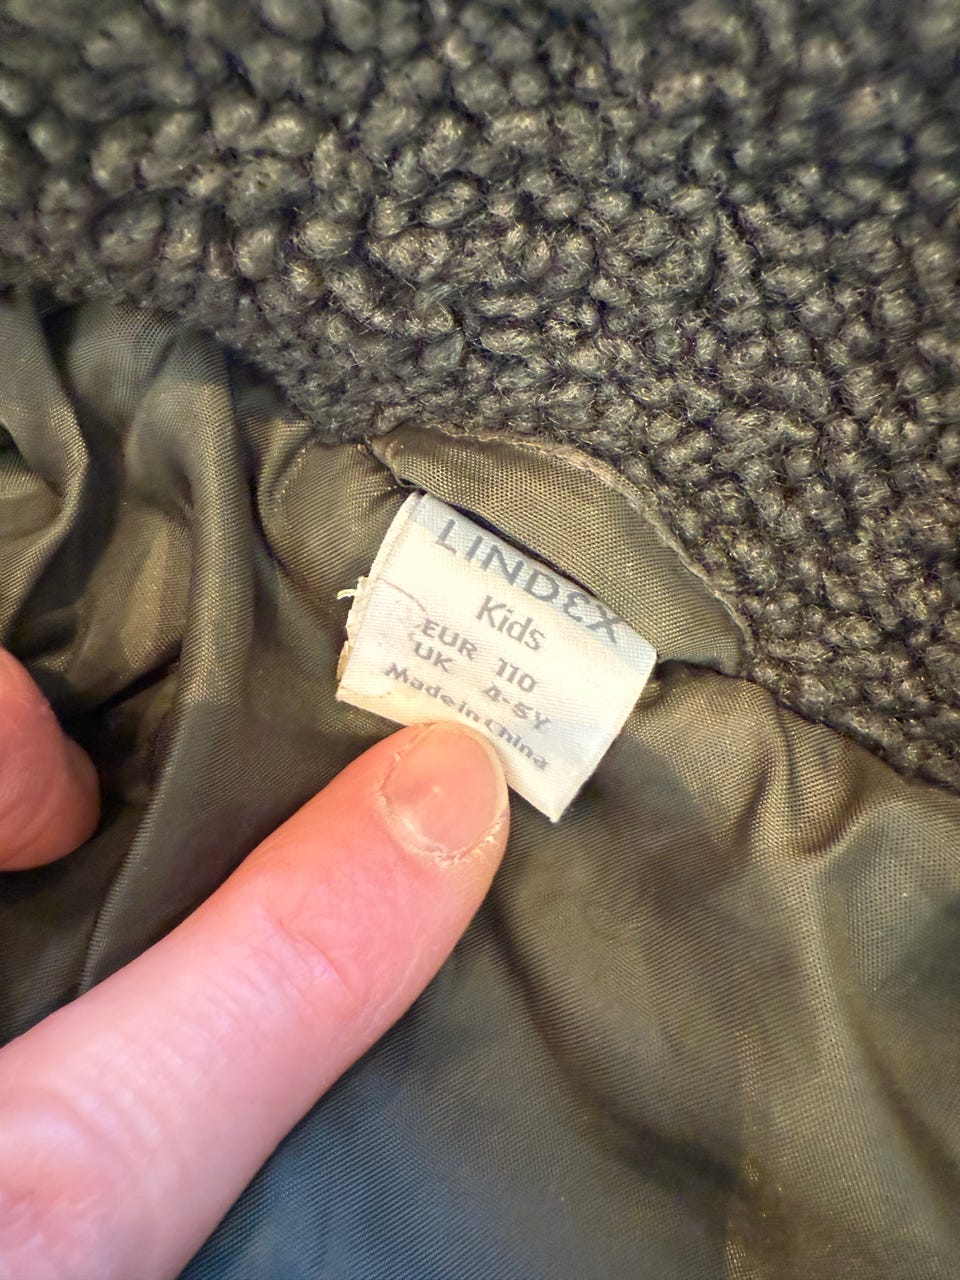 LINDEX
Kids
EUR 110
UK 4-5Y
Made in China